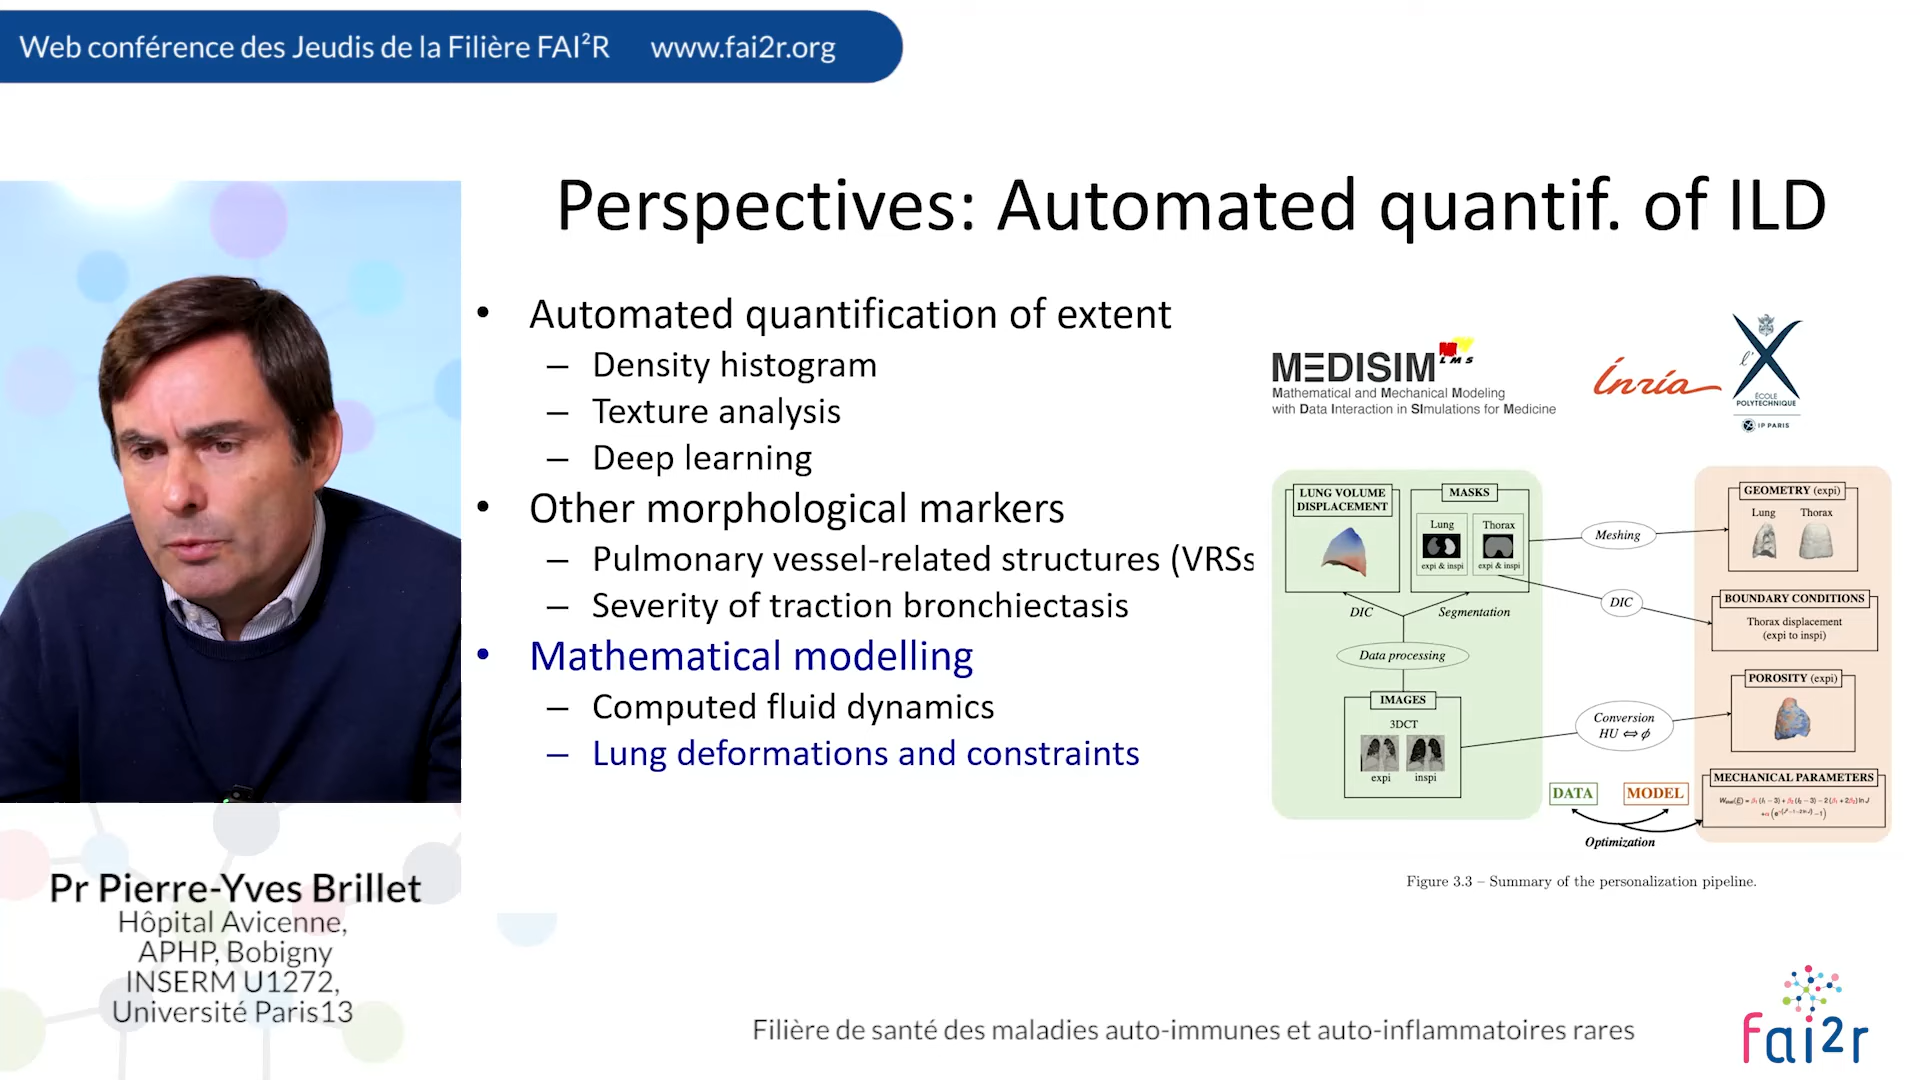 Web conférence des Jeudis de la Filière FAI²R www.fai2r.org
Perspectives: Automated quantif. of ILD
• Automated quantification of extent
– Density histogram
– Texture analysis
– Deep learning
• Other morphological markers
– Pulmonary vessel-related structures (VRSs
– Severity of traction bronchiectasis
• Mathematical modelling
– Computed fluid dynamics
– Lung deformations and constraints
MEDISIM
LMS
Mathematical and Mechanical Modeling
with Data Interaction in SImulations for Medicine
Inria
l'X
ÉCOLE
POLYTECHNIQUE
IP PARIS
LUNG VOLUME
DISPLACEMENT
MASKS
Lung Thorax
expi & inspi expi & inspi
DIC
Segmentation
Data processing
IMAGES
3DCT
expi inspi
Meshing
DIC
Conversion
HU ⇔ ϕ
GEOMETRY (expi)
Lung Thorax
BOUNDARY CONDITIONS
Thorax displacement
(expi to inspi)
POROSITY (expi)
MECHANICAL PARAMETERS
DATA
MODEL
Optimization
Figure 3.3 – Summary of the personalization pipeline.
Pr Pierre-Yves Brillet
Hôpital Avicenne,
APHP, Bobigny
INSERM U1272,
Université Paris13
Filière de santé des maladies auto-immunes et auto-inflammatoires rares
fai2r